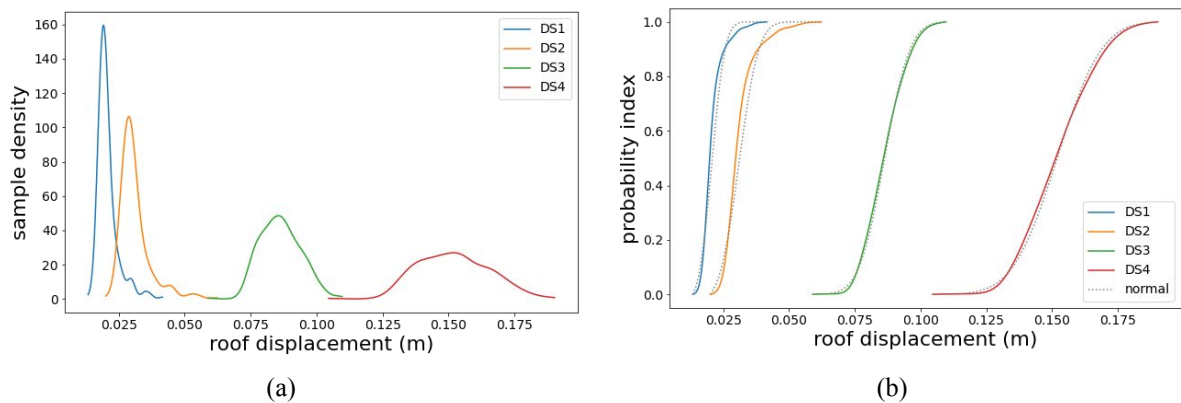 160
140
120
100
80
60
40
20
0
sample density
0.025 0.050 0.075 0.100 0.125 0.150 0.175
roof displacement (m)
DS1
DS2
DS3
DS4
(a)
1.0
0.8
0.6
0.4
0.2
0.0
probability index
0.025 0.050 0.075 0.100 0.125 0.150 0.175
roof displacement (m)
DS1
DS2
DS3
DS4
normal
(b)